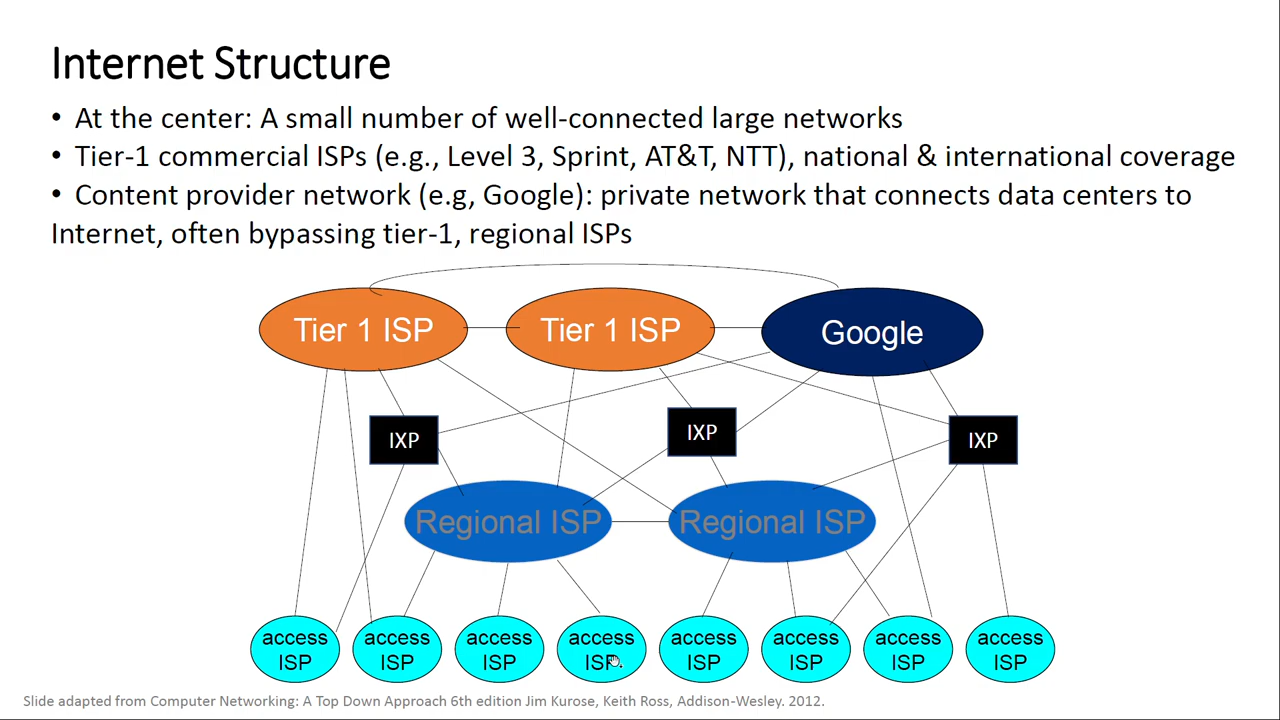 Internet Structure
• At the center: A small number of well-connected large networks
• Tier-1 commercial ISPs (e.g., Level 3, Sprint, AT&T, NTT), national & international coverage
• Content provider network (e.g, Google): private network that connects data centers to
Internet, often bypassing tier-1, regional ISPs
Tier 1 ISP
Tier 1 ISP
Google
IXP
IXP
IXP
Regional ISP
Regional ISP
access
ISP
access
ISP
access
ISP
access
ISP
access
ISP
access
ISP
access
ISP
access
ISP
Slide adapted from Computer Networking: A Top Down Approach 6th edition Jim Kurose, Keith Ross, Addison-Wesley. 2012.